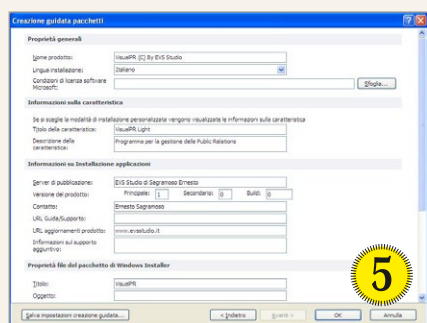 Creazione guidata pacchetti
Proprietà generali
Nome prodotto: VisualPR (C) By EVS Studio
Lingua installazione: Italiano
Condizioni di licenza software Microsoft: Sfoglia...
Informazioni sulla caratteristica
Se si sceglie la modalità di installazione personalizzata vengono visualizzate le informazioni sulla caratteristica
Titolo della caratteristica: VisualPR Light
Descrizione della caratteristica: Programma per la gestione delle Public Relations
Informazioni su Installazione applicazioni
Server di pubblicazione: EVS Studio di Sagramoso Ernesto
Versione del prodotto: Principale: 1 Secondario: 0 Build: 0
Contatto: Ernesto Sagramoso
URL Guida/Supporto:
URL aggiornamenti prodotto: www.evsstudio.it
Informazioni sul supporto aggiuntivo:
Proprietà file del pacchetto di Windows Installer
Titolo: VisualPR
Oggetto:
Salva impostazioni creazione guidata... < Indietro Avanti > OK Annulla
5